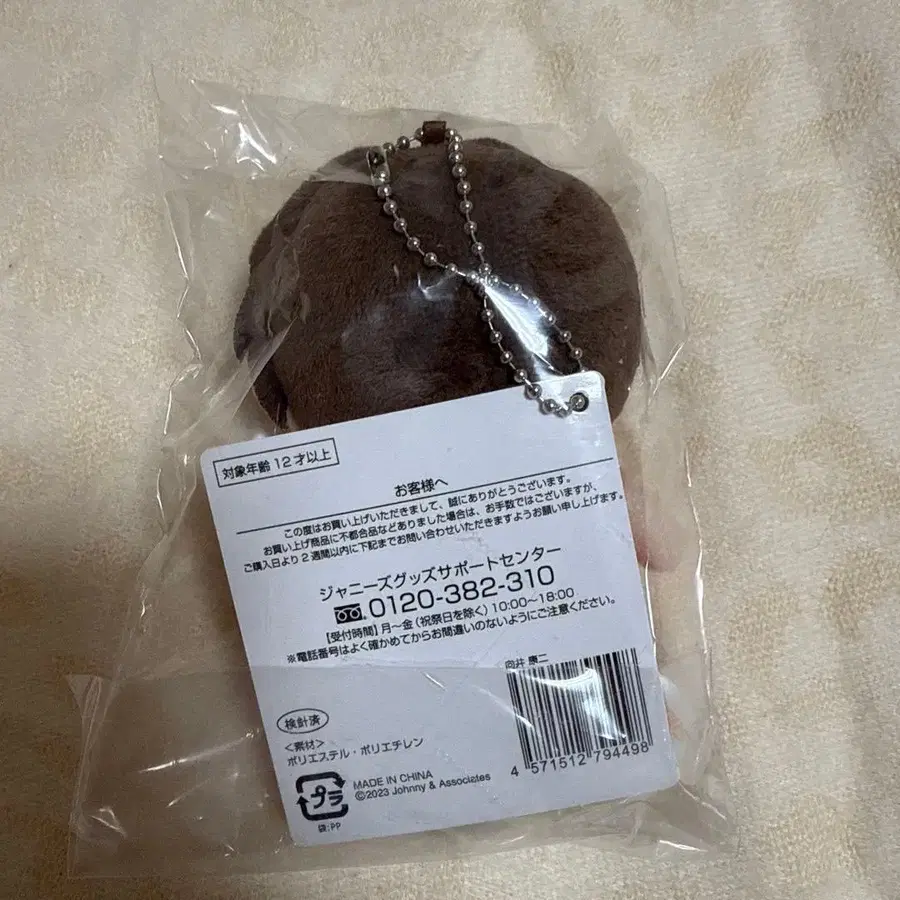 対象年齢 12 才以上
お客様へ
この度はお買い上げいただきまして、誠にありがとうございます。
お買い上げ商品に不都合品などありました場合は、お手数ではございますが、
ご購入日より2週間以内に下記までお問い合わせいただきますようお願い申し上げます。
ジャニーズグッズサポートセンター
0120-382-310
【受付時間】月～金(祝祭日を除く)10:00～18:00
※電話番号はよく確かめてからお間違いのないようにご注意ください。
向井 康二
4 571512 794498
検針済
<素材>
ポリエステル・ポリエチレン
プラ
袋:PP
MADE IN CHINA
©2023 Johnny & Associates